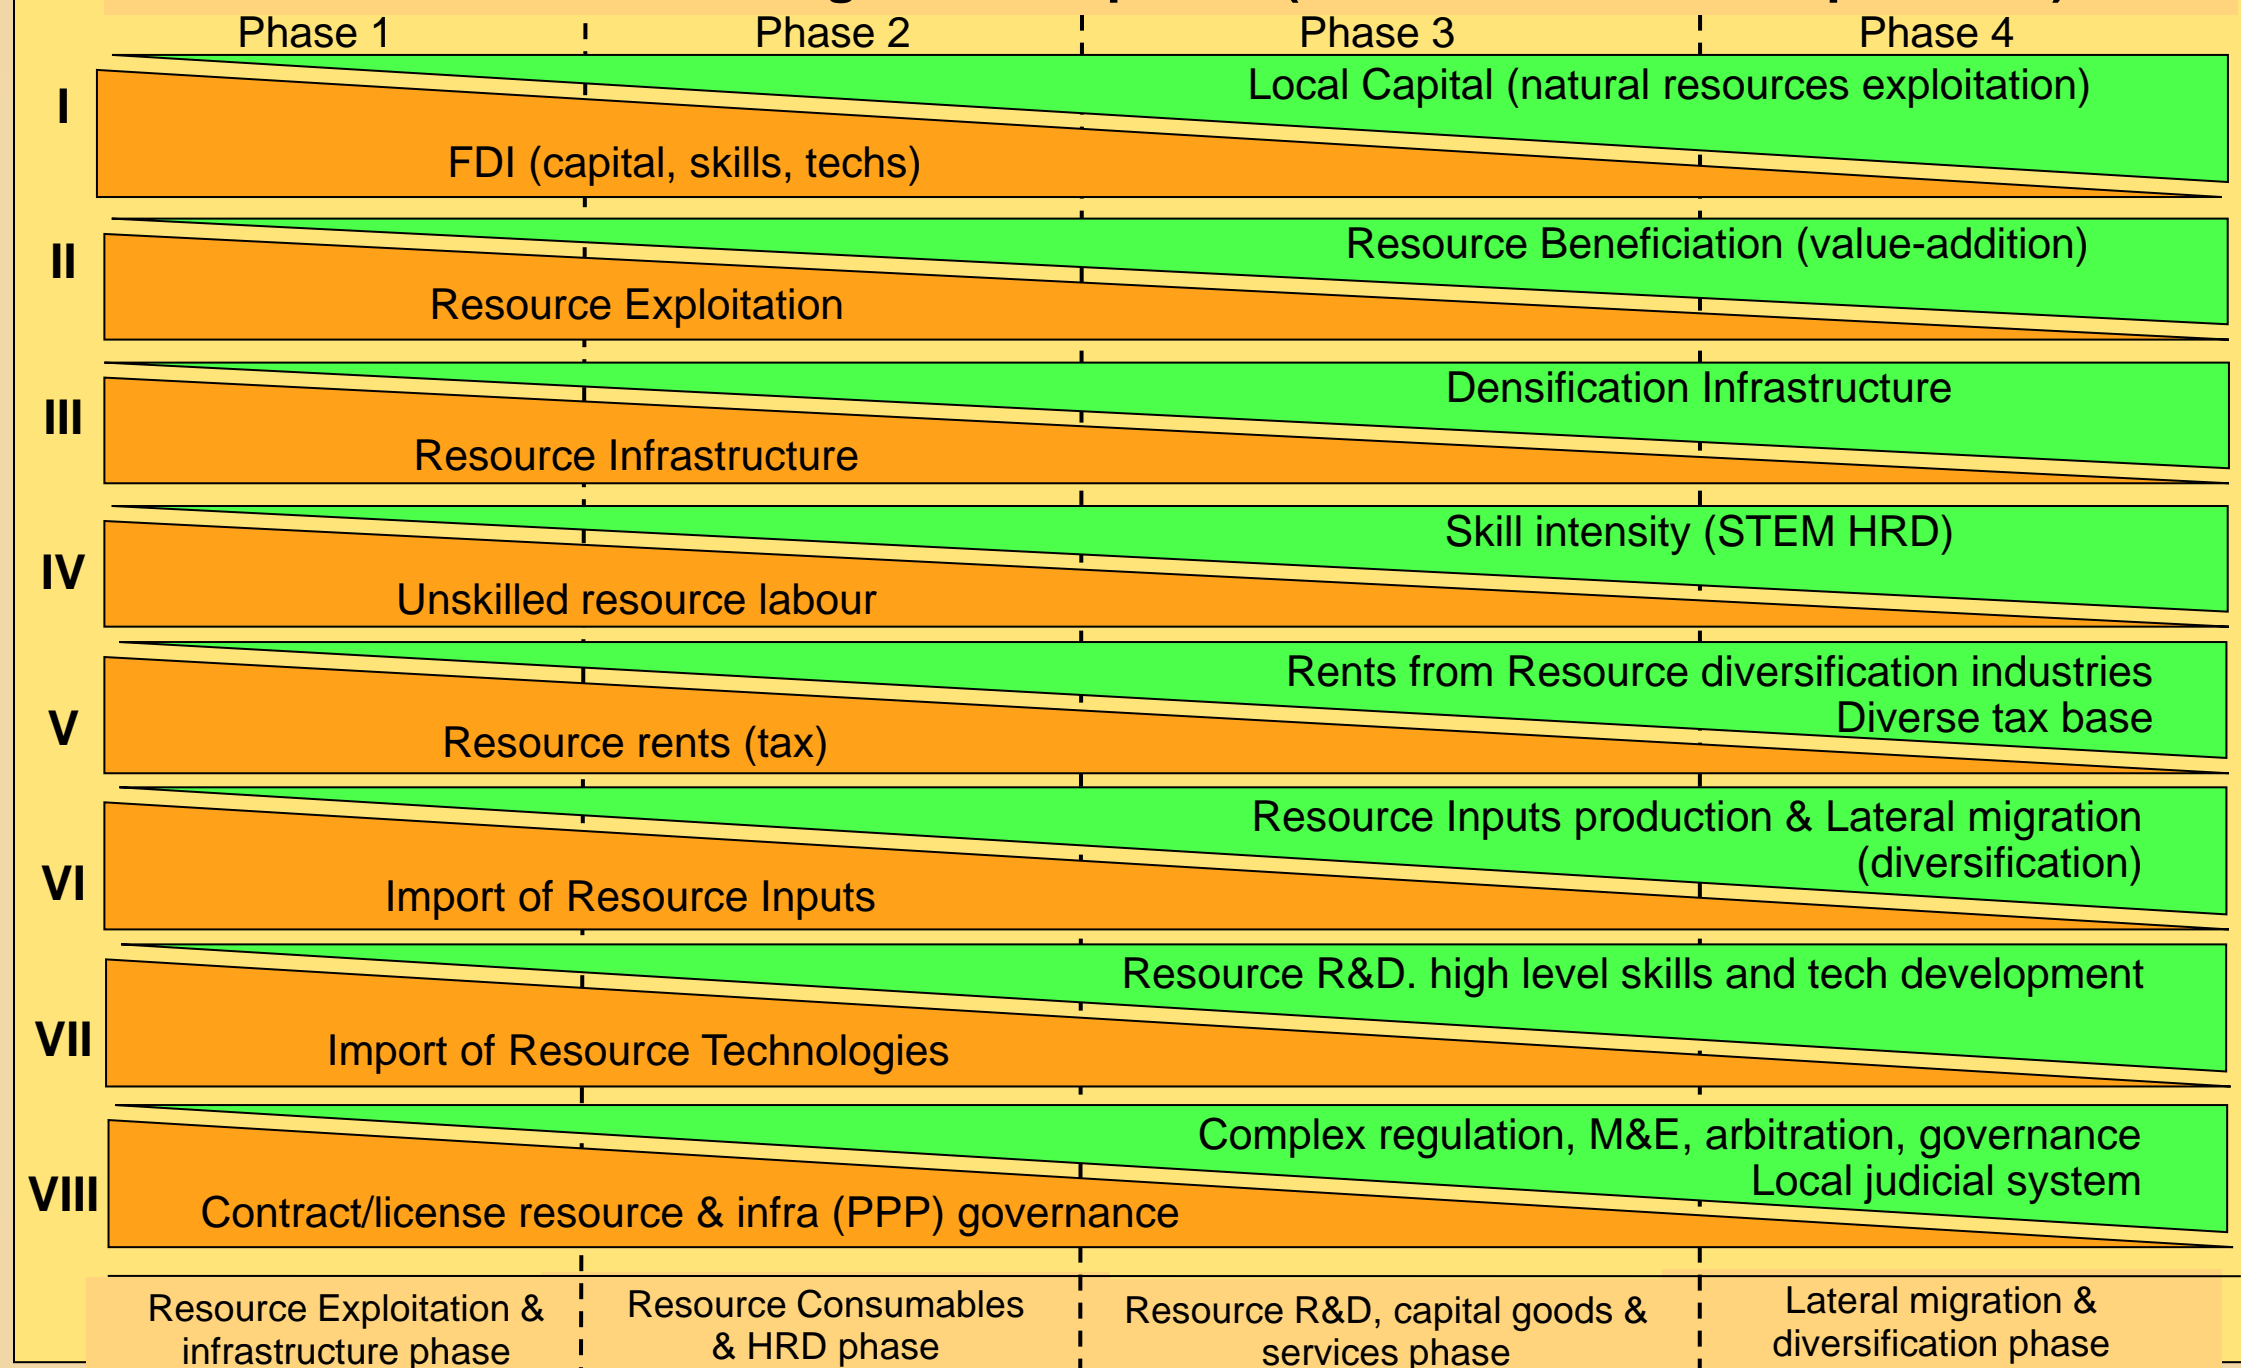 Phase 1
Phase 2
Phase 3
Phase 4
I
Local Capital (natural resources exploitation)
FDI (capital, skills, techs)
II
Resource Beneficiation (value-addition)
Resource Exploitation
III
Densification Infrastructure
Resource Infrastructure
IV
Skill intensity (STEM HRD)
Unskilled resource labour
V
Rents from Resource diversification industries
Diverse tax base
Resource rents (tax)
VI
Resource Inputs production & Lateral migration
(diversification)
Import of Resource Inputs
VII
Resource R&D. high level skills and tech development
Import of Resource Technologies
VIII
Complex regulation, M&E, arbitration, governance
Local judicial system
Contract/license resource & infra (PPP) governance
Resource Exploitation &
infrastructure phase
Resource Consumables
& HRD phase
Resource R&D, capital goods &
services phase
Lateral migration &
diversification phase